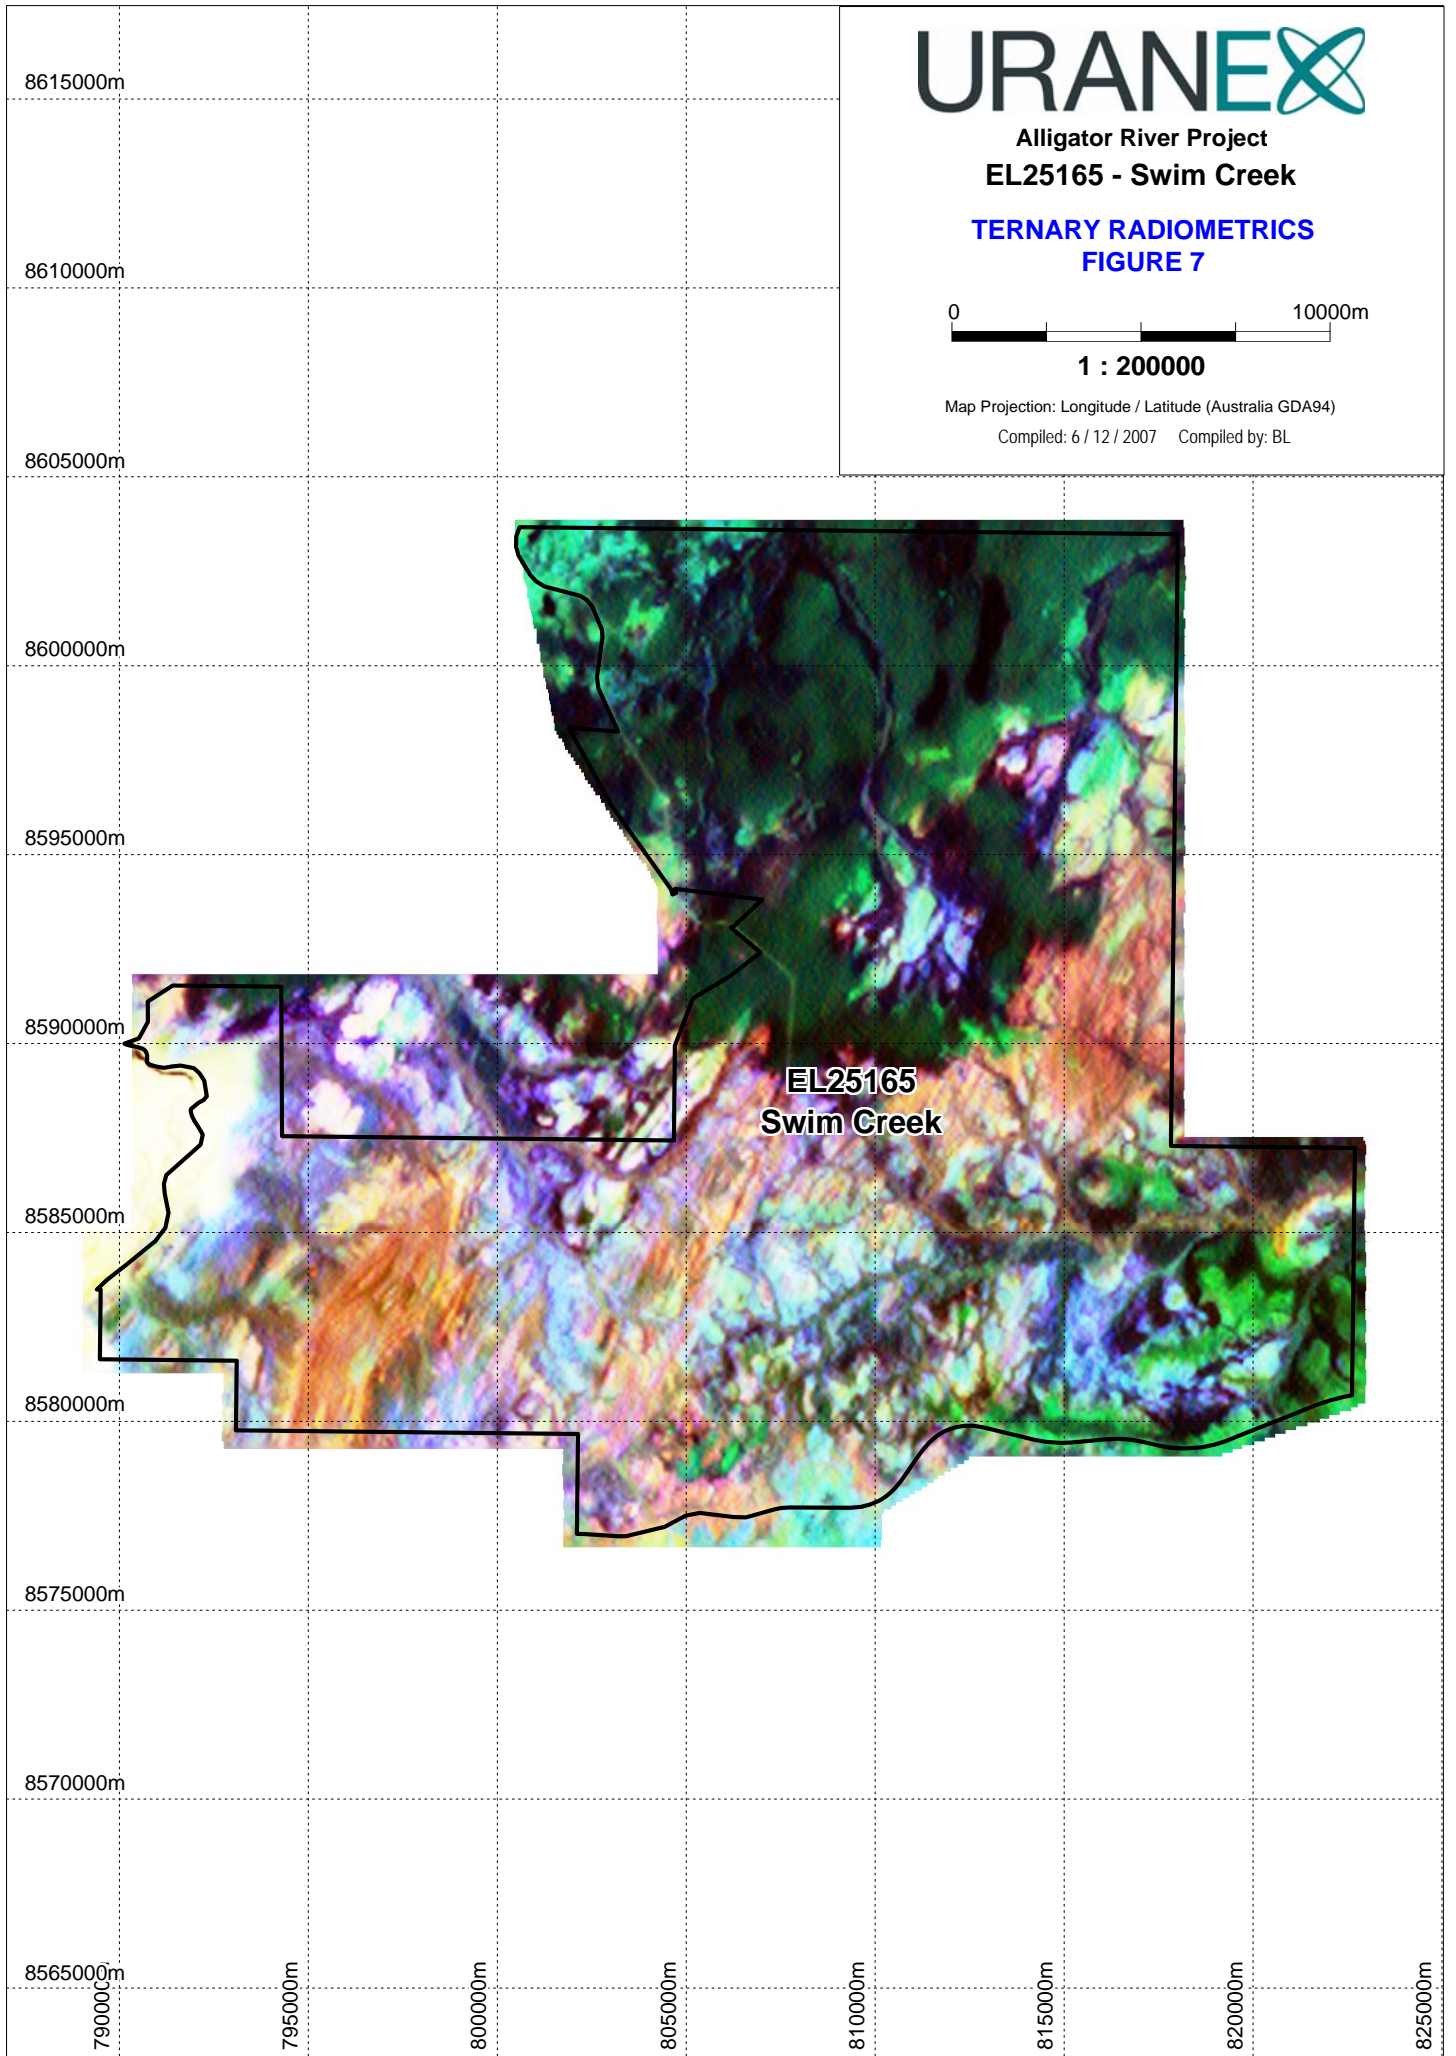 URANEX
Alligator River Project
EL25165 - Swim Creek
TERNARY RADIOMETRICS
FIGURE 7
0 10000m
1 : 200000
Map Projection: Longitude / Latitude (Australia GDA94)
Compiled: 6 / 12 / 2007 Compiled by: BL
8615000m
8610000m
8605000m
8600000m
8595000m
8590000m
8585000m
8580000m
8575000m
8570000m
8565000m
EL25165
Swim Creek
790000m
795000m
800000m
805000m
810000m
815000m
820000m
825000m